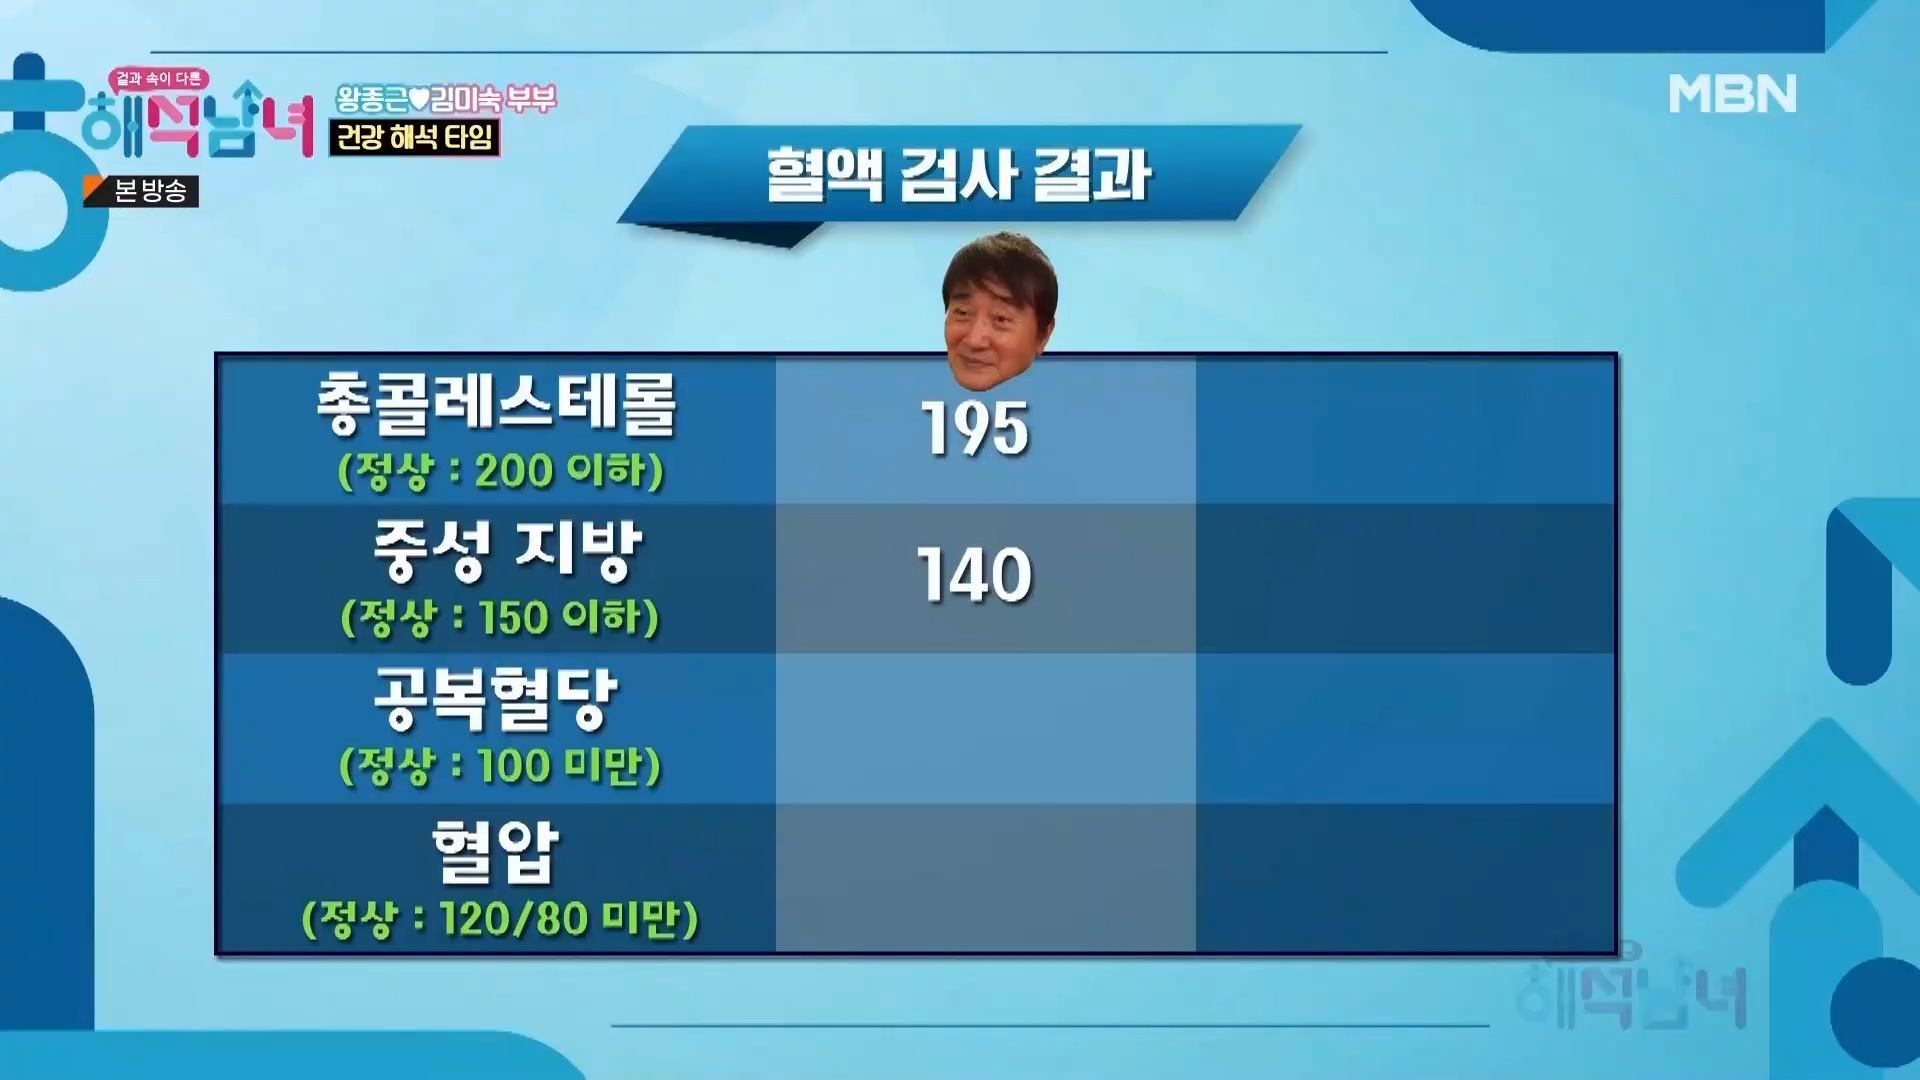 겉과 속이 다른
해석남녀
왕종근♥김미숙 부부
건강 해석 타임
본방송
MBN
혈액 검사 결과
총콜레스테롤 195
(정상 : 200 이하)
중성 지방 140
(정상 : 150 이하)
공복혈당
(정상 : 100 미만)
혈압
(정상 : 120/80 미만)
해석남녀